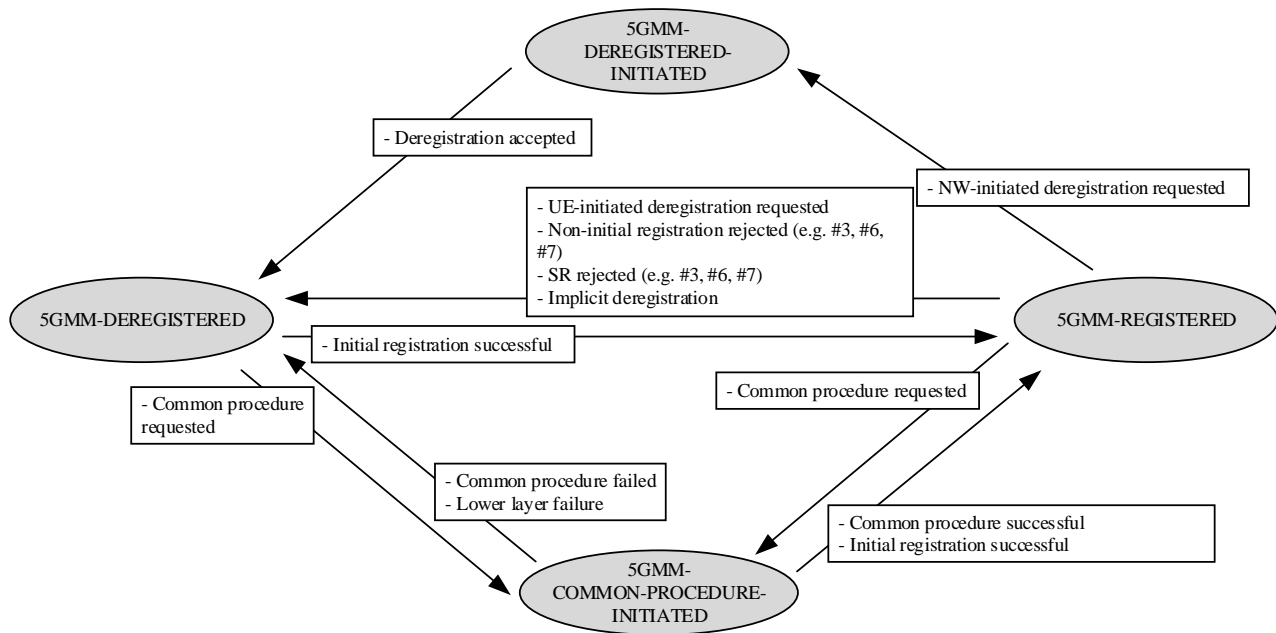 5GMM-
DEREGISTERED-
INITIATED
- Deregistration accepted
- NW-initiated deregistration requested
- UE-initiated deregistration requested
- Non-initial registration rejected (e.g. #3, #6,
#7)
- SR rejected (e.g. #3, #6, #7)
- Implicit deregistration
5GMM-DEREGISTERED
5GMM-REGISTERED
- Initial registration successful
- Common procedure requested
- Common procedure
requested
- Common procedure failed
- Lower layer failure
- Common procedure successful
- Initial registration successful
5GMM-
COMMON-PROCEDURE-
INITIATED